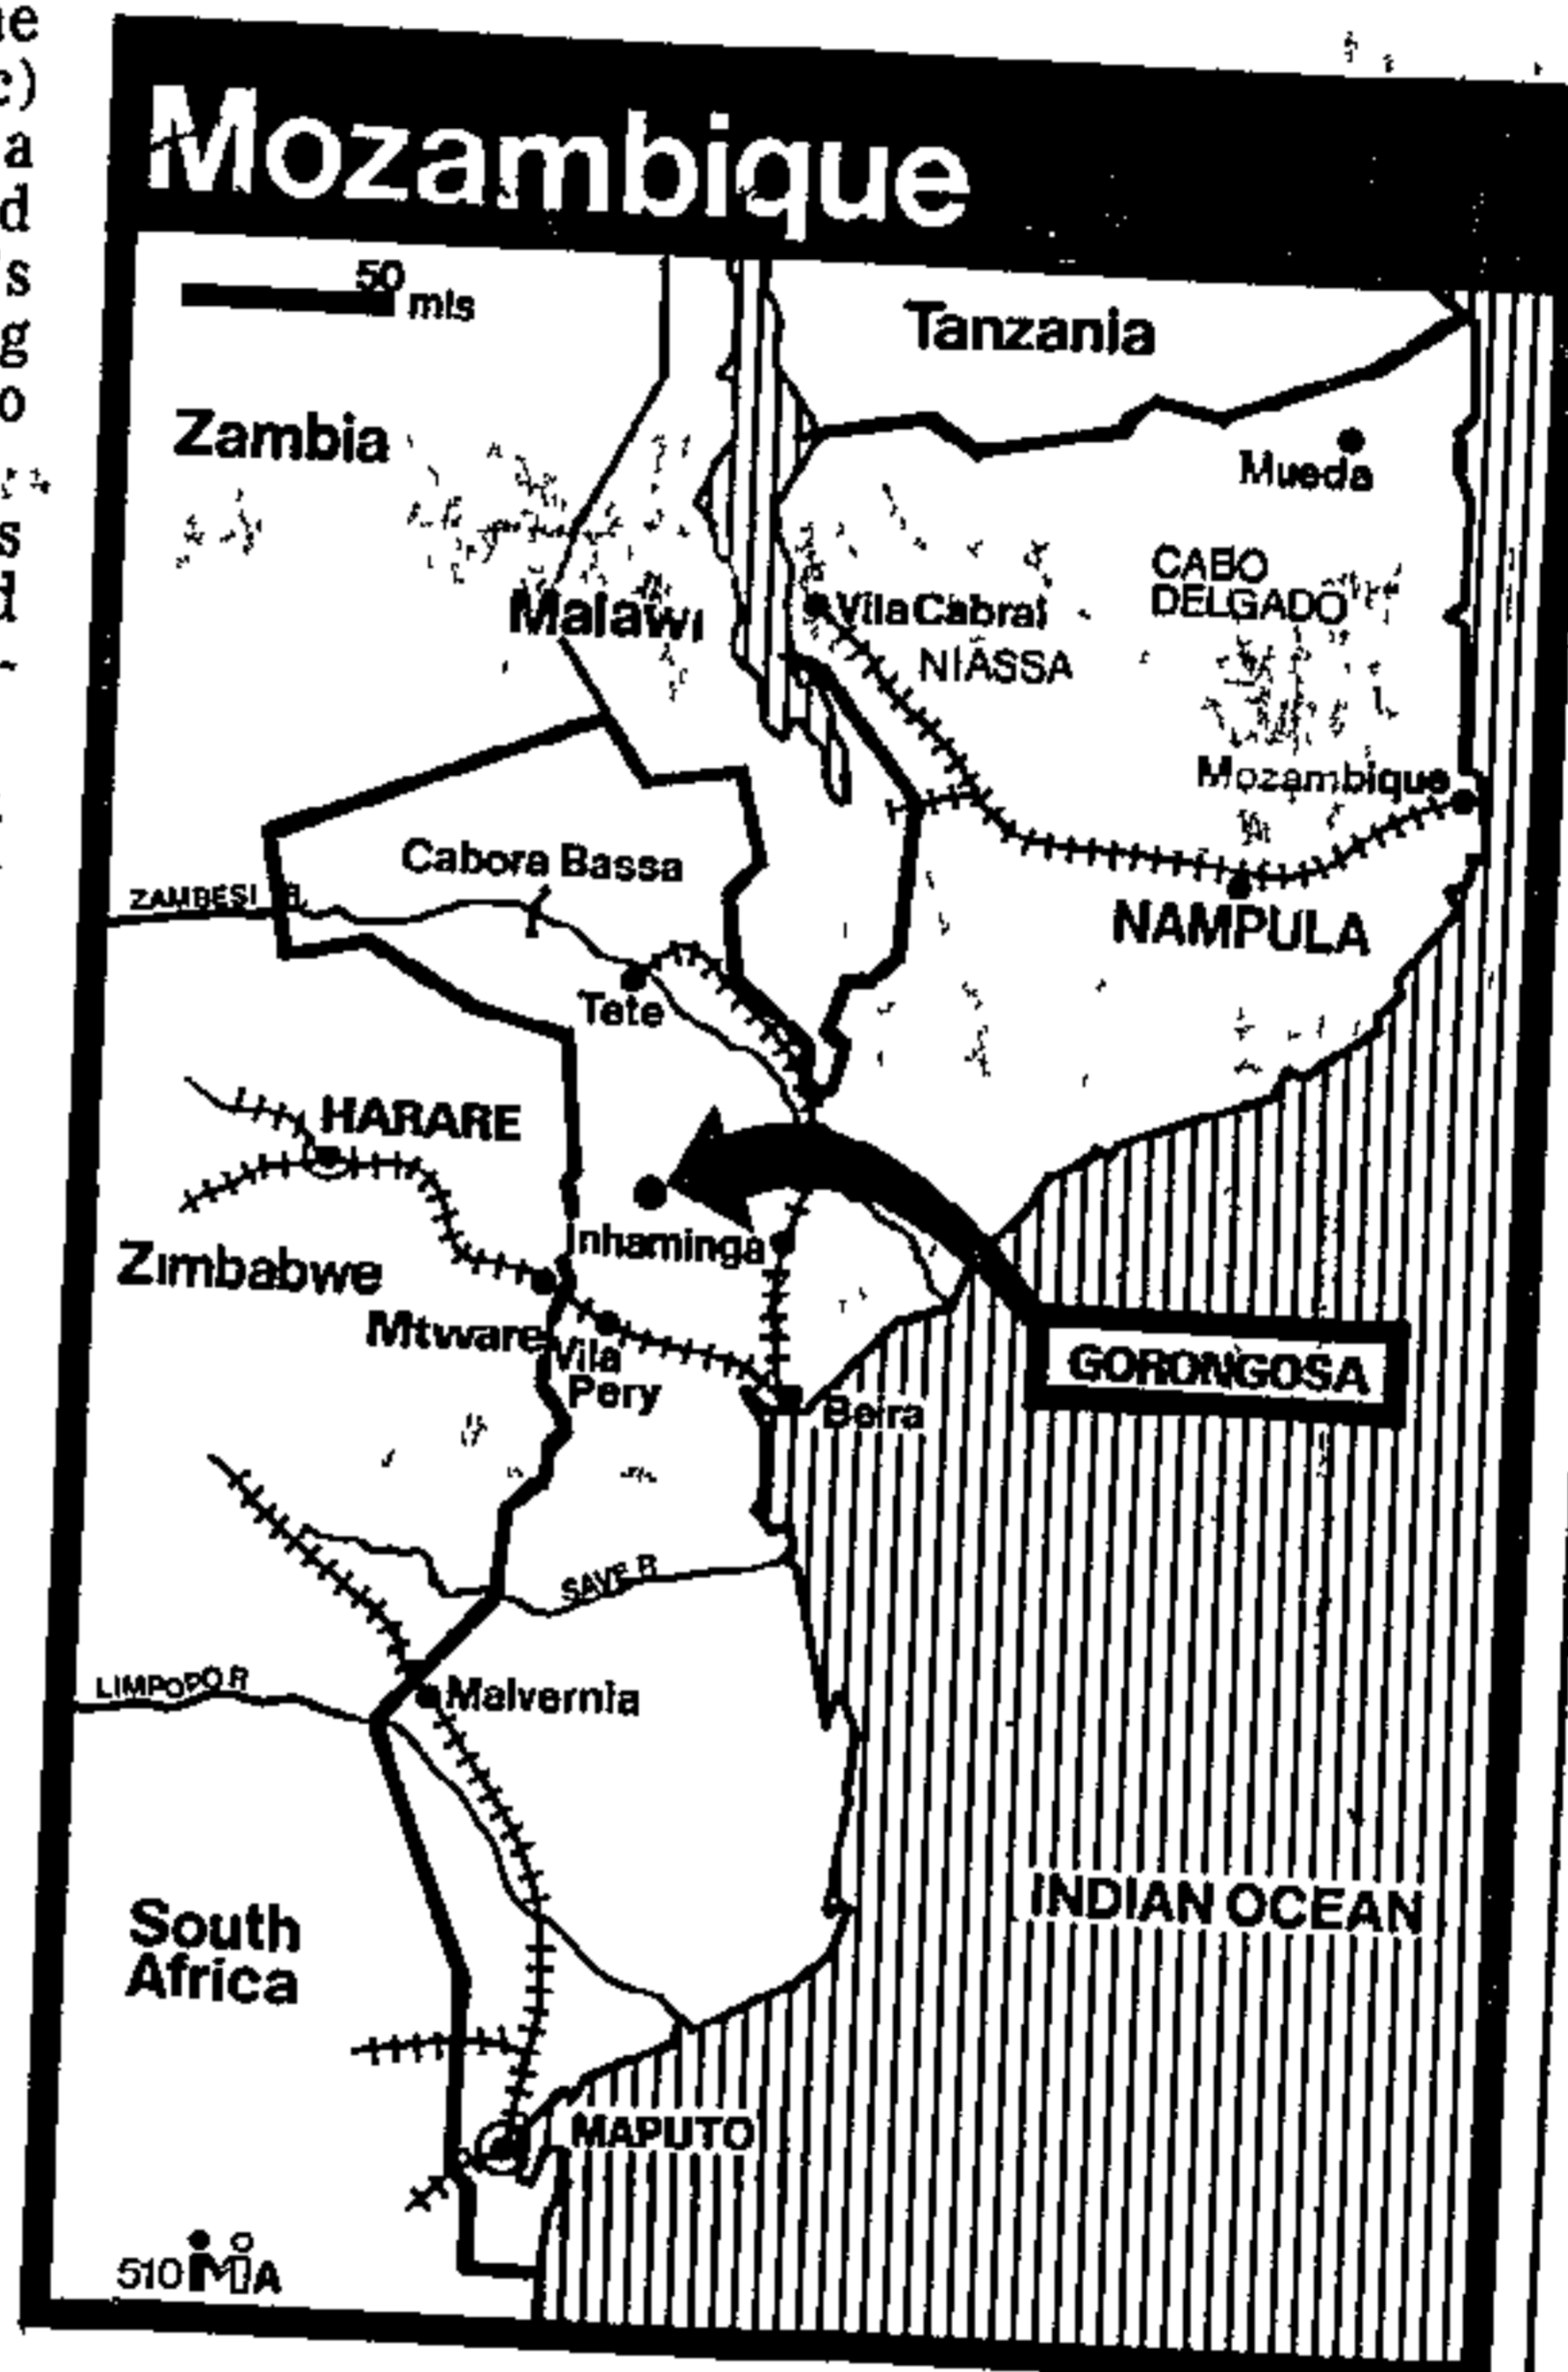 Mozambique
50
mls
Tanzania
Zambia
Mueda
CABO
DELGADO
Malawi
Vila Cabral
NIASSA
Mozambique
Cabora Bassa
ZAMBESI R.
NAMPULA
Tete
HARARE
Inhaminga
Zimbabwe
Mtware
Vila
Pery
GORONGOSA
Beira
SAVE R
LIMPOPO R
Malvernia
INDIAN OCEAN
South
Africa
MAPUTO
510 MiA